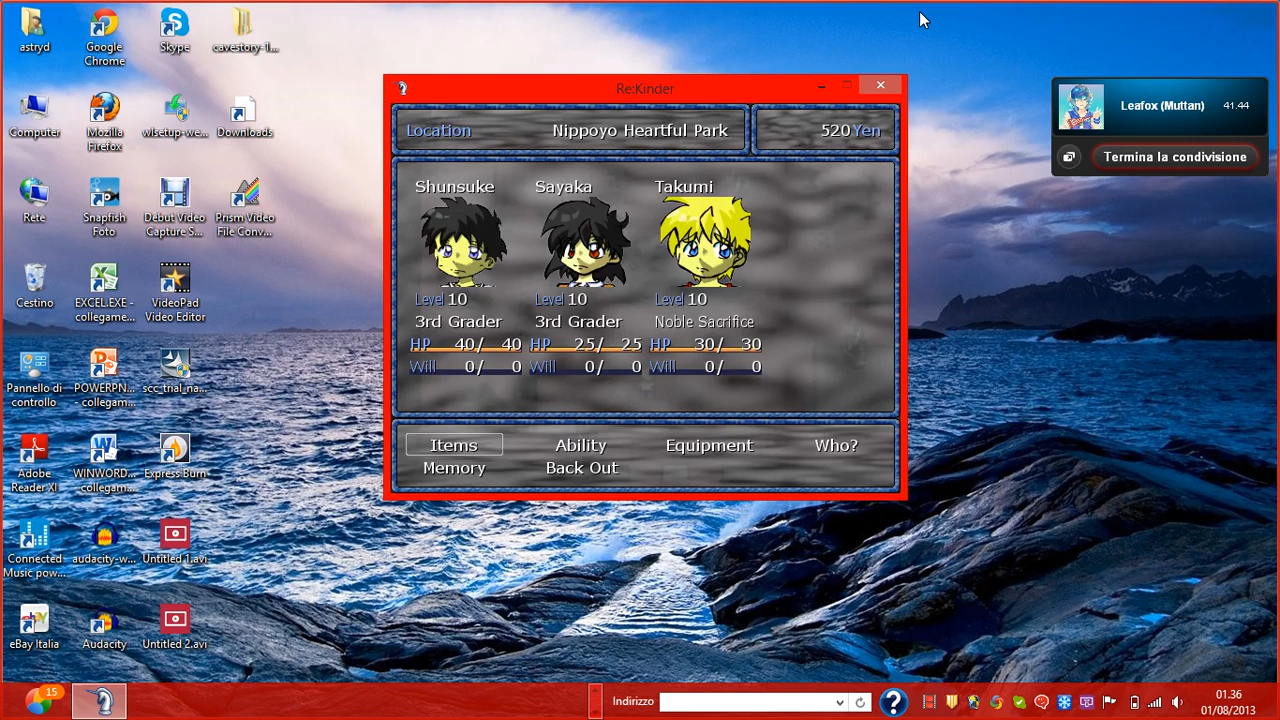 astryd
Google Chrome
Skype
cavestory-1...
Computer
Mozilla Firefox
wlsetup-we...
Downloads
Rete
Snapfish Foto
Debut Video Capture S...
Prism Video File Conv...
Cestino
EXCEL.EXE - collegame...
VideoPad Video Editor
Pannello di controllo
POWERPN... - collegam...
scc_trial_na...
Adobe Reader XI
WINWORD... - collegam...
Express Burn
Connected Music pow...
audacity-w...
Untitled 1.avi
eBay Italia
Audacity
Untitled 2.avi
Re:Kinder
Location Nippoyo Heartful Park 520 Yen
Shunsuke Sayaka Takumi
Level 10 Level 10 Level 10
3rd Grader 3rd Grader Noble Sacrifice
HP 40/ 40 HP 25/ 25 HP 30/ 30
Will 0/ 0 Will 0/ 0 Will 0/ 0
Items Ability Equipment Who?
Memory Back Out
Leafox (Muttan) 41.44
Termina la condivisione
15
Indirizzo
?
01.36
01/08/2013